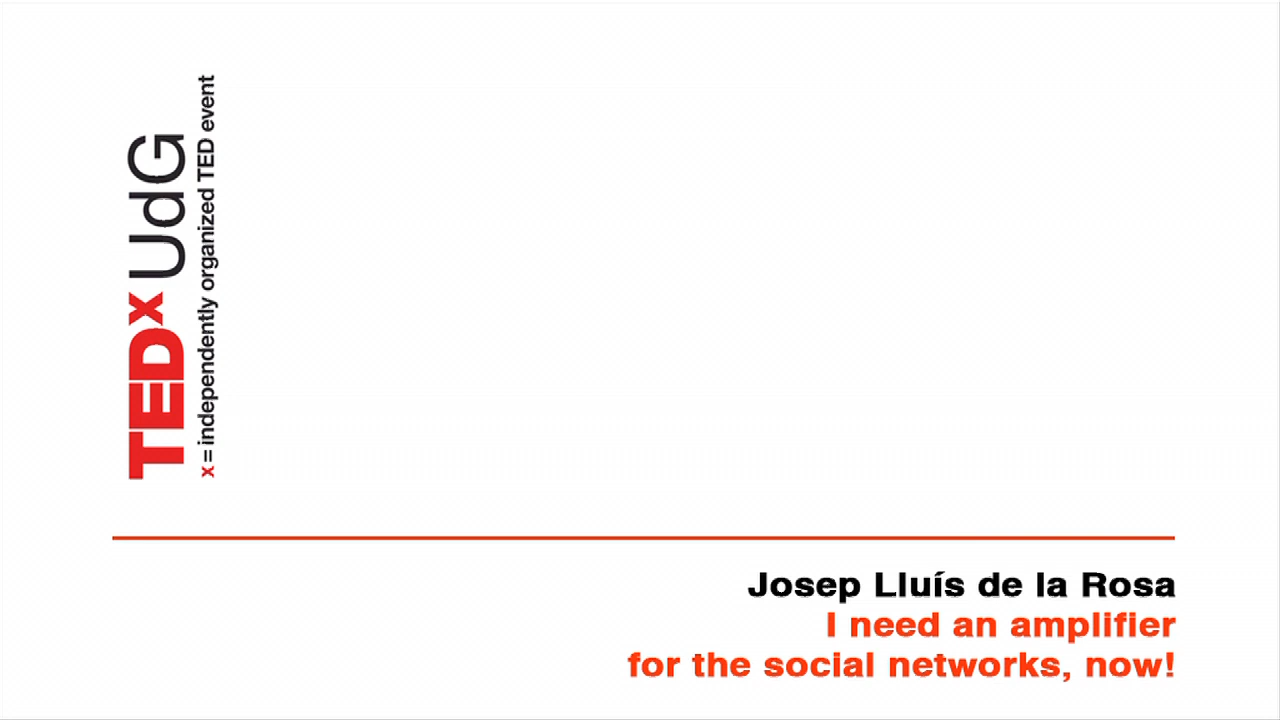 TEDxUdG
x = independently organized TED event
Josep Lluís de la Rosa
I need an amplifier
for the social networks, now!